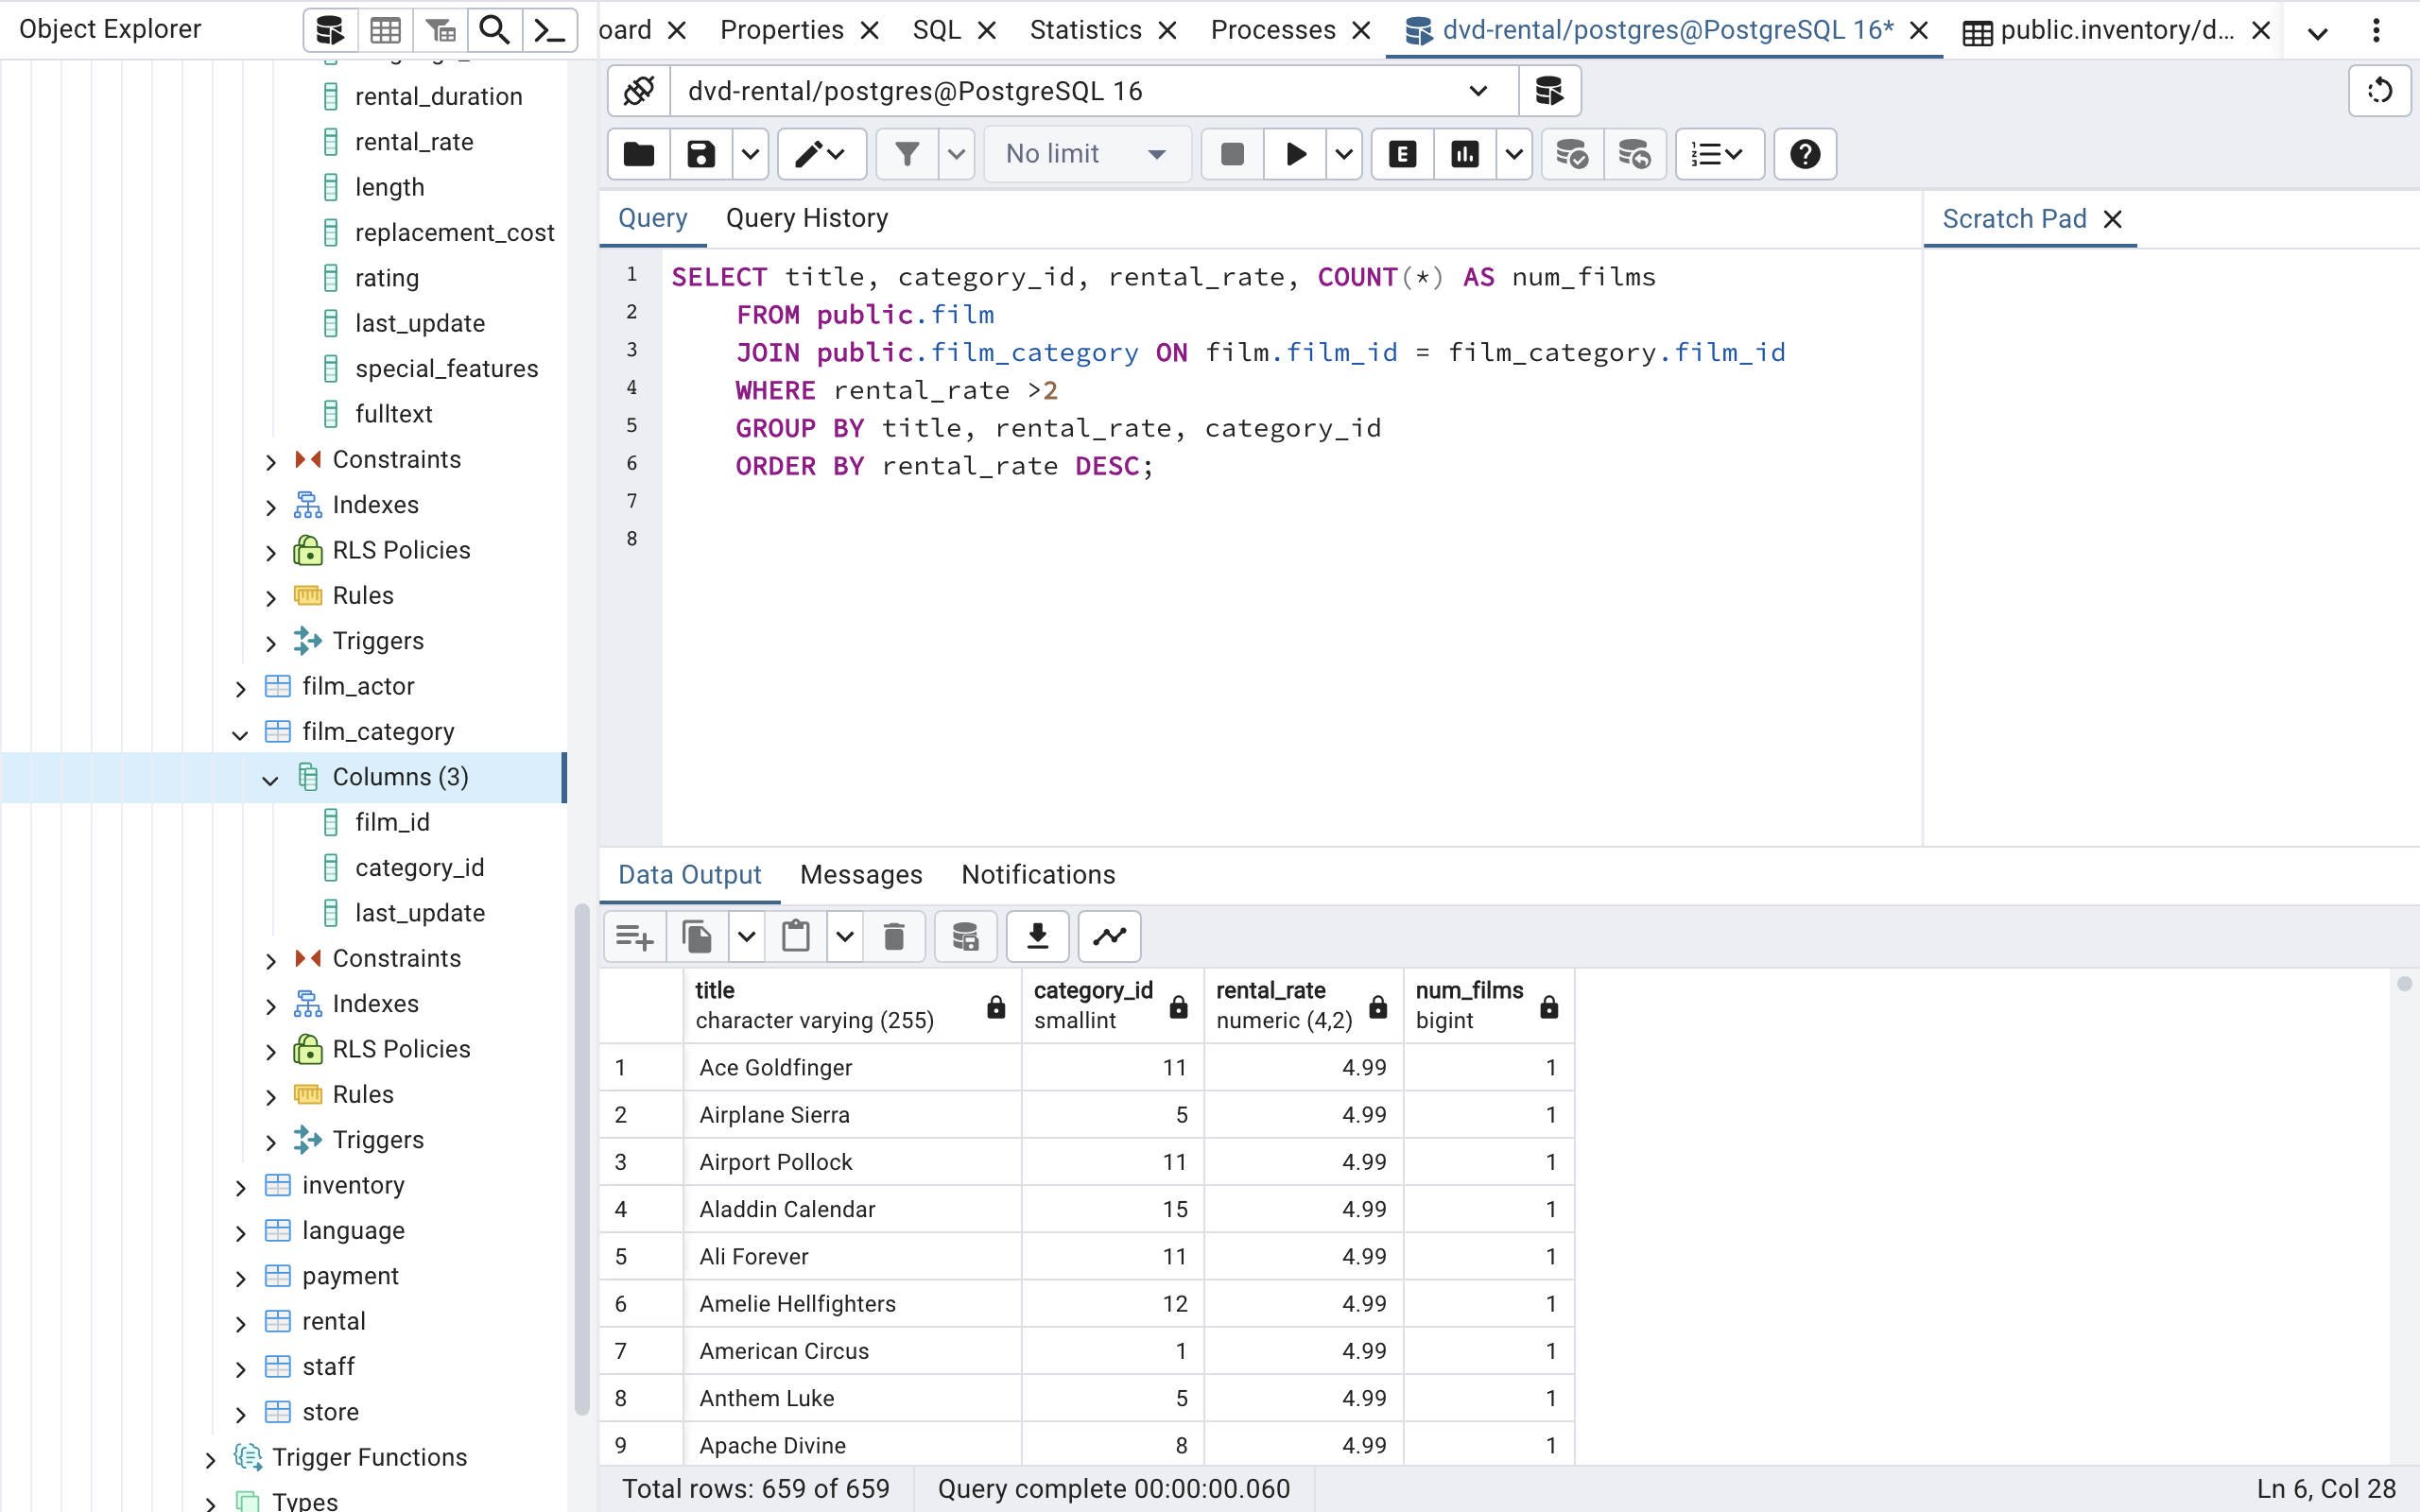 Object Explorer
rental_duration
rental_rate
length
replacement_cost
rating
last_update
special_features
fulltext
Constraints
Indexes
RLS Policies
Rules
Triggers
film_actor
film_category
Columns (3)
film_id
category_id
last_update
Constraints
Indexes
RLS Policies
Rules
Triggers
inventory
language
payment
rental
staff
store
Trigger Functions
Types
oard Properties SQL Statistics Processes dvd-rental/postgres@PostgreSQL 16* public.inventory/d...
dvd-rental/postgres@PostgreSQL 16
No limit
E
Query Query History
Scratch Pad
1 SELECT title, category_id, rental_rate, COUNT(*) AS num_films
2 FROM public.film
3 JOIN public.film_category ON film.film_id = film_category.film_id
4 WHERE rental_rate >2
5 GROUP BY title, rental_rate, category_id
6 ORDER BY rental_rate DESC;
7
8
Data Output Messages Notifications
title category_id rental_rate num_films
character varying (255) smallint numeric (4,2) bigint
1 Ace Goldfinger 11 4.99 1
2 Airplane Sierra 5 4.99 1
3 Airport Pollock 11 4.99 1
4 Aladdin Calendar 15 4.99 1
5 Ali Forever 11 4.99 1
6 Amelie Hellfighters 12 4.99 1
7 American Circus 1 4.99 1
8 Anthem Luke 5 4.99 1
9 Apache Divine 8 4.99 1
Total rows: 659 of 659 Query complete 00:00:00.060 Ln 6, Col 28